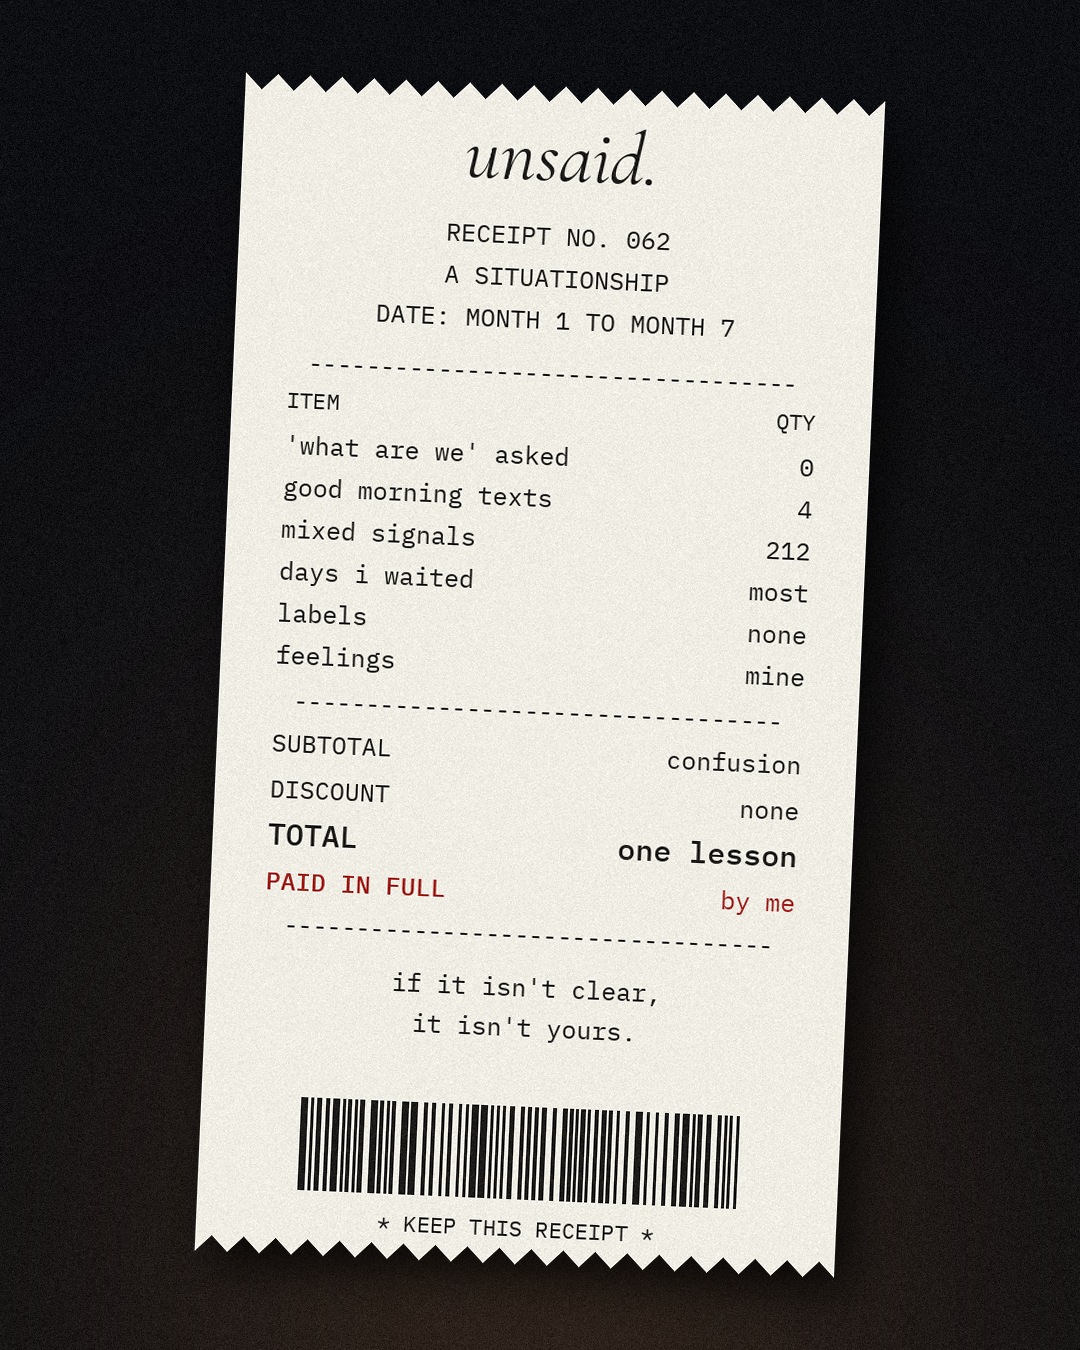 unsaid.
RECEIPT NO. 062
A SITUATIONSHIP
DATE: MONTH 1 TO MONTH 7
---------------------------------
ITEM QTY
'what are we' asked 0
good morning texts 4
mixed signals 212
days i waited most
labels none
feelings mine
---------------------------------
SUBTOTAL confusion
DISCOUNT none
TOTAL one lesson
PAID IN FULL by me
---------------------------------
if it isn't clear,
it isn't yours.
* KEEP THIS RECEIPT *